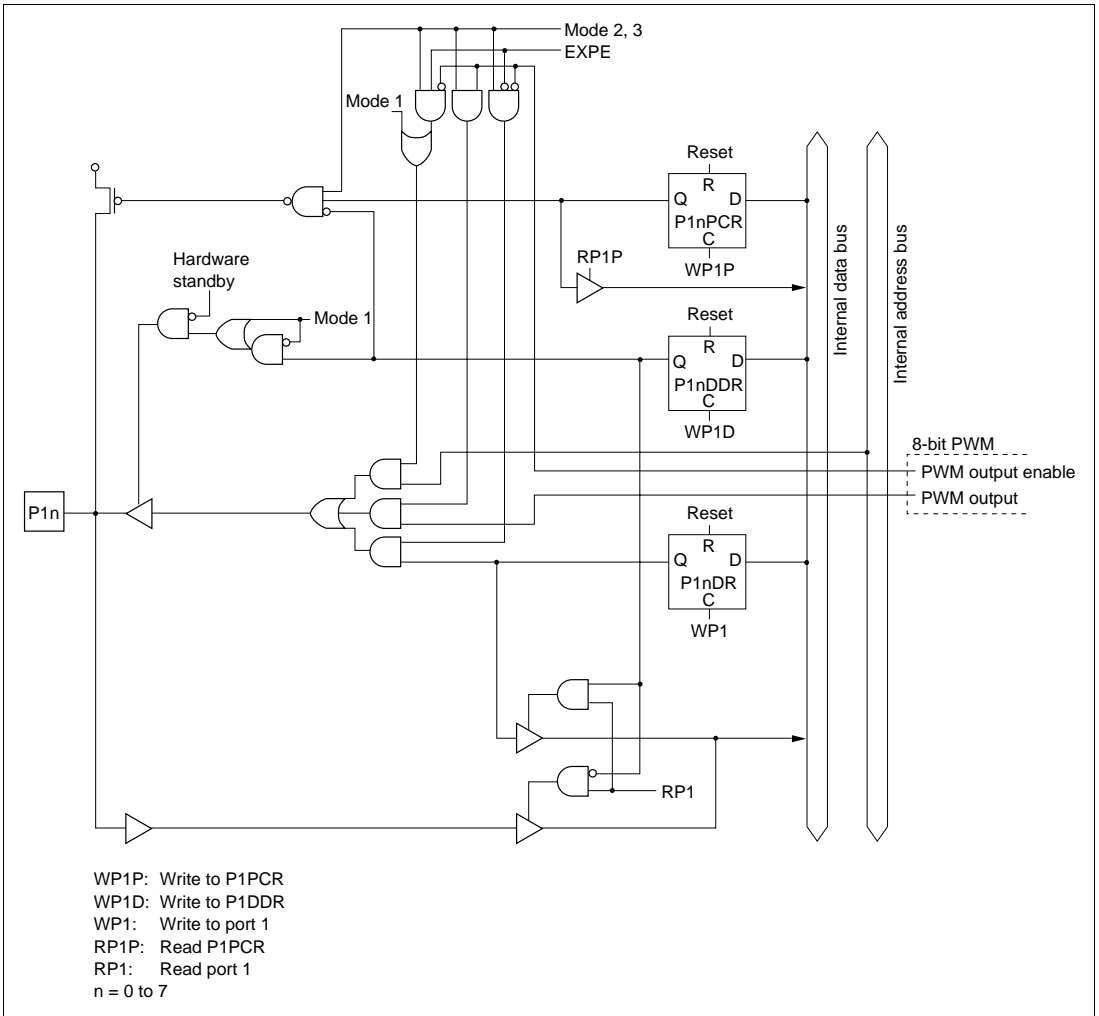 Mode 2, 3
EXPE
Mode 1
Reset
R
Q D
P1nPCR
C
WP1P
RP1P
Hardware
standby
Mode 1
Reset
R
Q D
P1nDDR
C
WP1D
Internal data bus
Internal address bus
8-bit PWM
PWM output enable
PWM output
P1n
Reset
R
Q D
P1nDR
C
WP1
RP1
WP1P: Write to P1PCR
WP1D: Write to P1DDR
WP1: Write to port 1
RP1P: Read P1PCR
RP1: Read port 1
n = 0 to 7